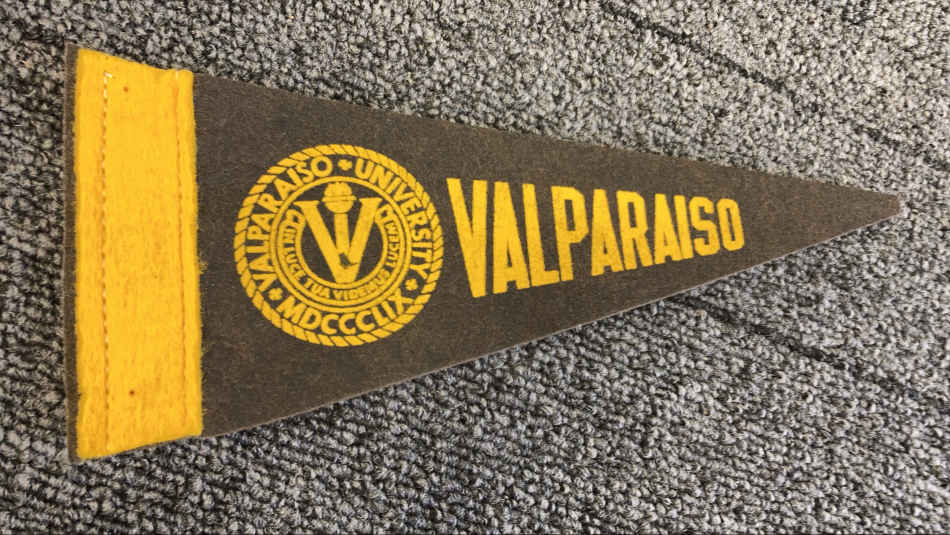 VALPARAISO • UNIVERSITY
V
IN LUCE TUA VIDEMUS LUCEM
MDCCCLIX
VALPARAISO